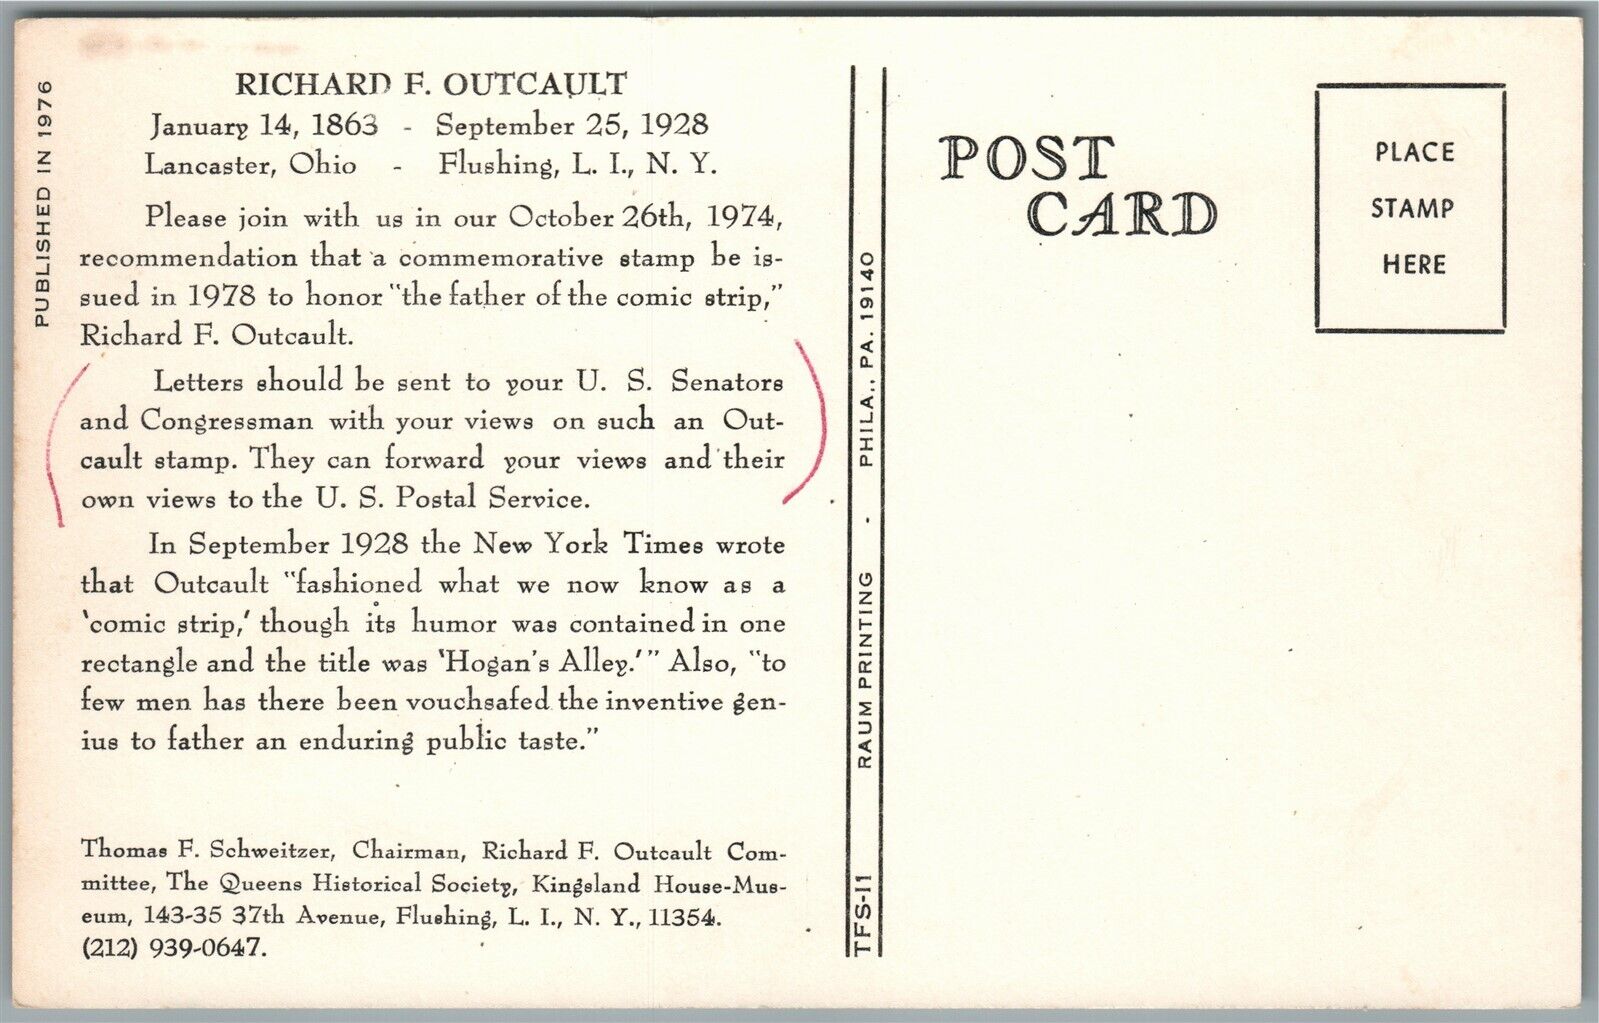 PUBLISHED IN 1976
RICHARD F. OUTCAULT
January 14, 1863 - September 25, 1928
Lancaster, Ohio - Flushing, L. I., N. Y.
Please join with us in our October 26th, 1974,
recommendation that a commemorative stamp be is-
sued in 1978 to honor "the father of the comic strip,"
Richard F. Outcault.
Letters should be sent to your U. S. Senators
and Congressman with your views on such an Out-
cault stamp. They can forward your views and their
own views to the U. S. Postal Service.
In September 1928 the New York Times wrote
that Outcault "fashioned what we now know as a
'comic strip,' though its humor was contained in one
rectangle and the title was 'Hogan's Alley.'" Also, "to
few men has there been vouchsafed the inventive gen-
ius to father an enduring public taste."
Thomas F. Schweitzer, Chairman, Richard F. Outcault Com-
mittee, The Queens Historical Society, Kingsland House-Mus-
eum, 143-35 37th Avenue, Flushing, L. I., N. Y., 11354.
(212) 939-0647.
TFS-11 RAUM PRINTING - PHILA., PA. 19140
POST
CARD
PLACE
STAMP
HERE